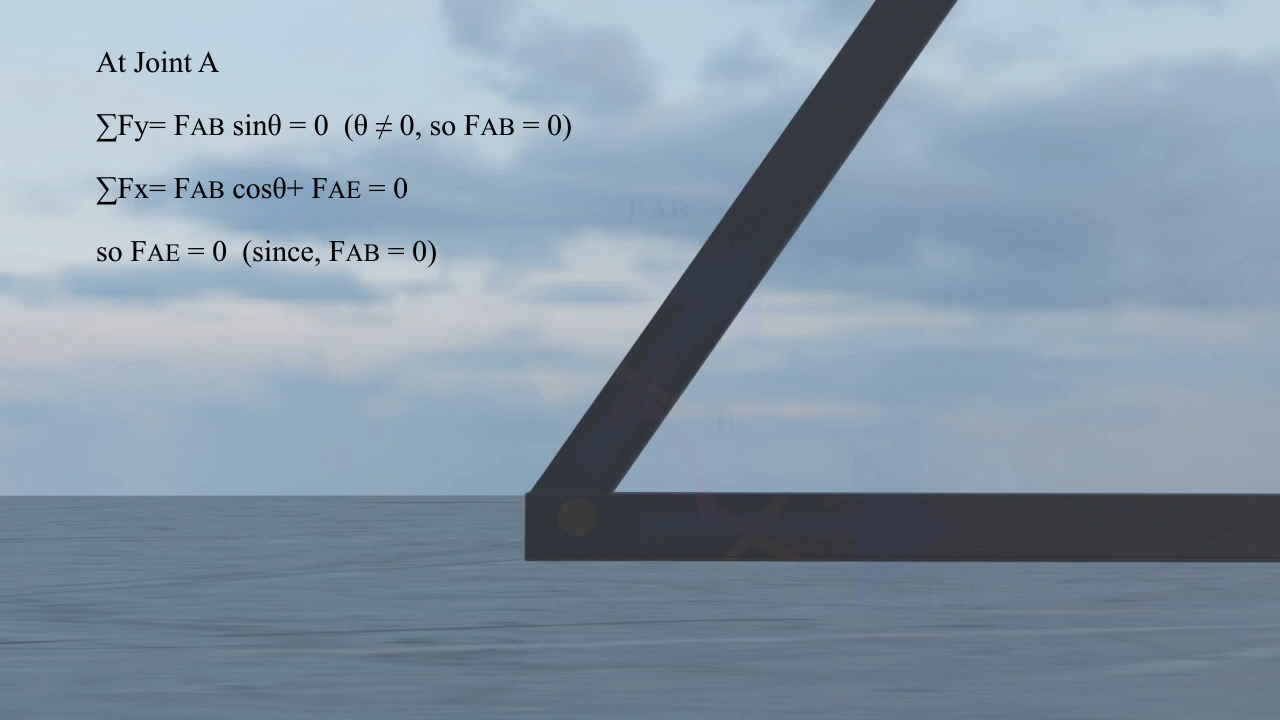 At Joint A
∑Fy= FAB sinθ = 0 (θ ≠ 0, so FAB = 0)
∑Fx= FAB cosθ+ FAE = 0
so FAE = 0 (since, FAB = 0)
FAB
θ